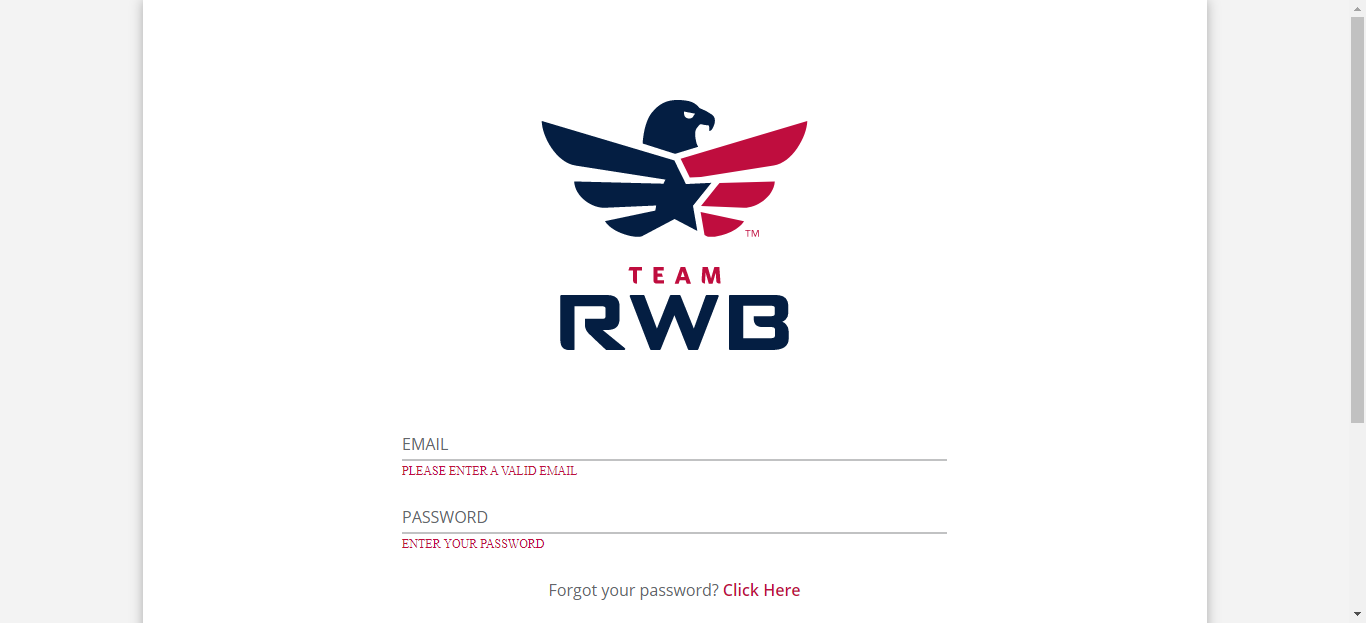 TM
TEAM
RWB
EMAIL
PLEASE ENTER A VALID EMAIL
PASSWORD
ENTER YOUR PASSWORD
Forgot your password? Click Here